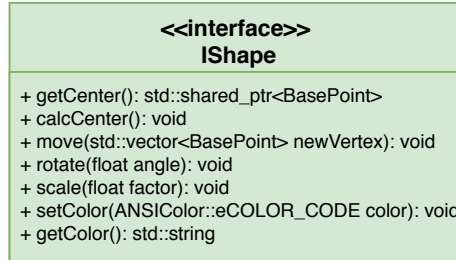 <<interface>>
IShape
+ getCenter(): std::shared_ptr<BasePoint>
+ calcCenter(): void
+ move(std::vector<BasePoint> newVertex): void
+ rotate(float angle): void
+ scale(float factor): void
+ setColor(ANSIColor::eCOLOR_CODE color): void
+ getColor(): std::string